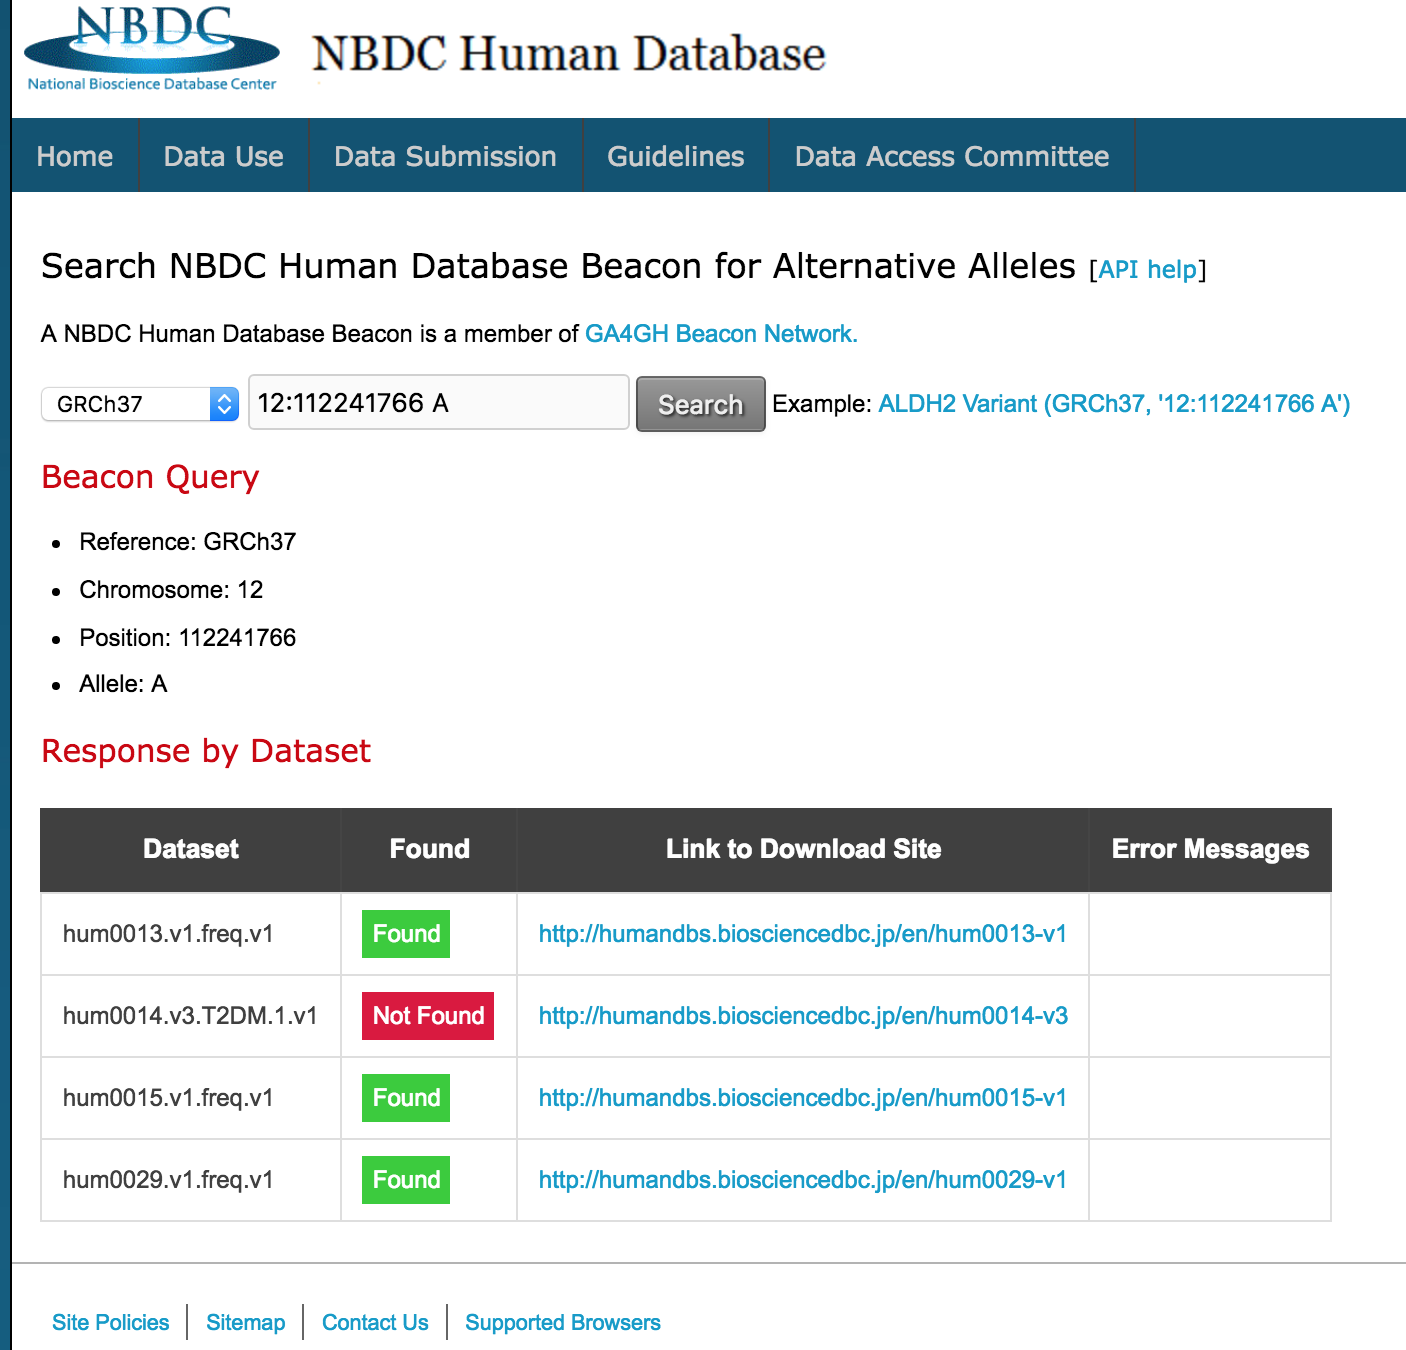 NBDC
National Bioscience Database Center
NBDC Human Database
Home Data Use Data Submission Guidelines Data Access Committee
Search NBDC Human Database Beacon for Alternative Alleles [API help]
A NBDC Human Database Beacon is a member of GA4GH Beacon Network.
GRCh37 12:112241766 A Search Example: ALDH2 Variant (GRCh37, '12:112241766 A')
Beacon Query
• Reference: GRCh37
• Chromosome: 12
• Position: 112241766
• Allele: A
Response by Dataset
Dataset Found Link to Download Site Error Messages
hum0013.v1.freq.v1 Found http://humandbs.biosciencedbc.jp/en/hum0013-v1
hum0014.v3.T2DM.1.v1 Not Found http://humandbs.biosciencedbc.jp/en/hum0014-v3
hum0015.v1.freq.v1 Found http://humandbs.biosciencedbc.jp/en/hum0015-v1
hum0029.v1.freq.v1 Found http://humandbs.biosciencedbc.jp/en/hum0029-v1
Site Policies Sitemap Contact Us Supported Browsers